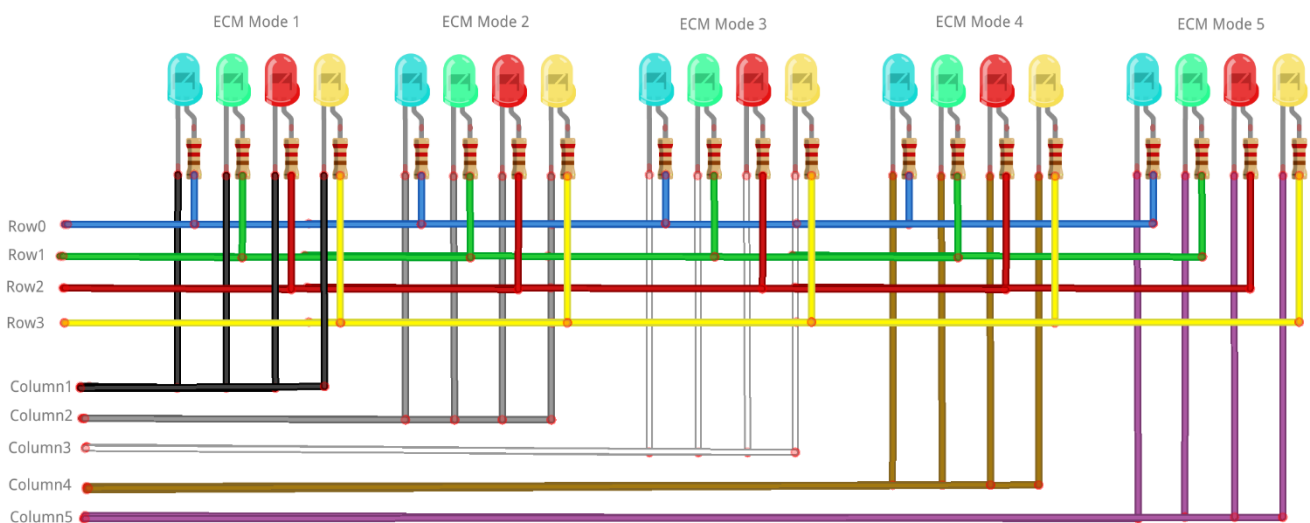 ECM Mode 1
ECM Mode 2
ECM Mode 3
ECM Mode 4
ECM Mode 5
Row0
Row1
Row2
Row3
Column1
Column2
Column3
Column4
Column5